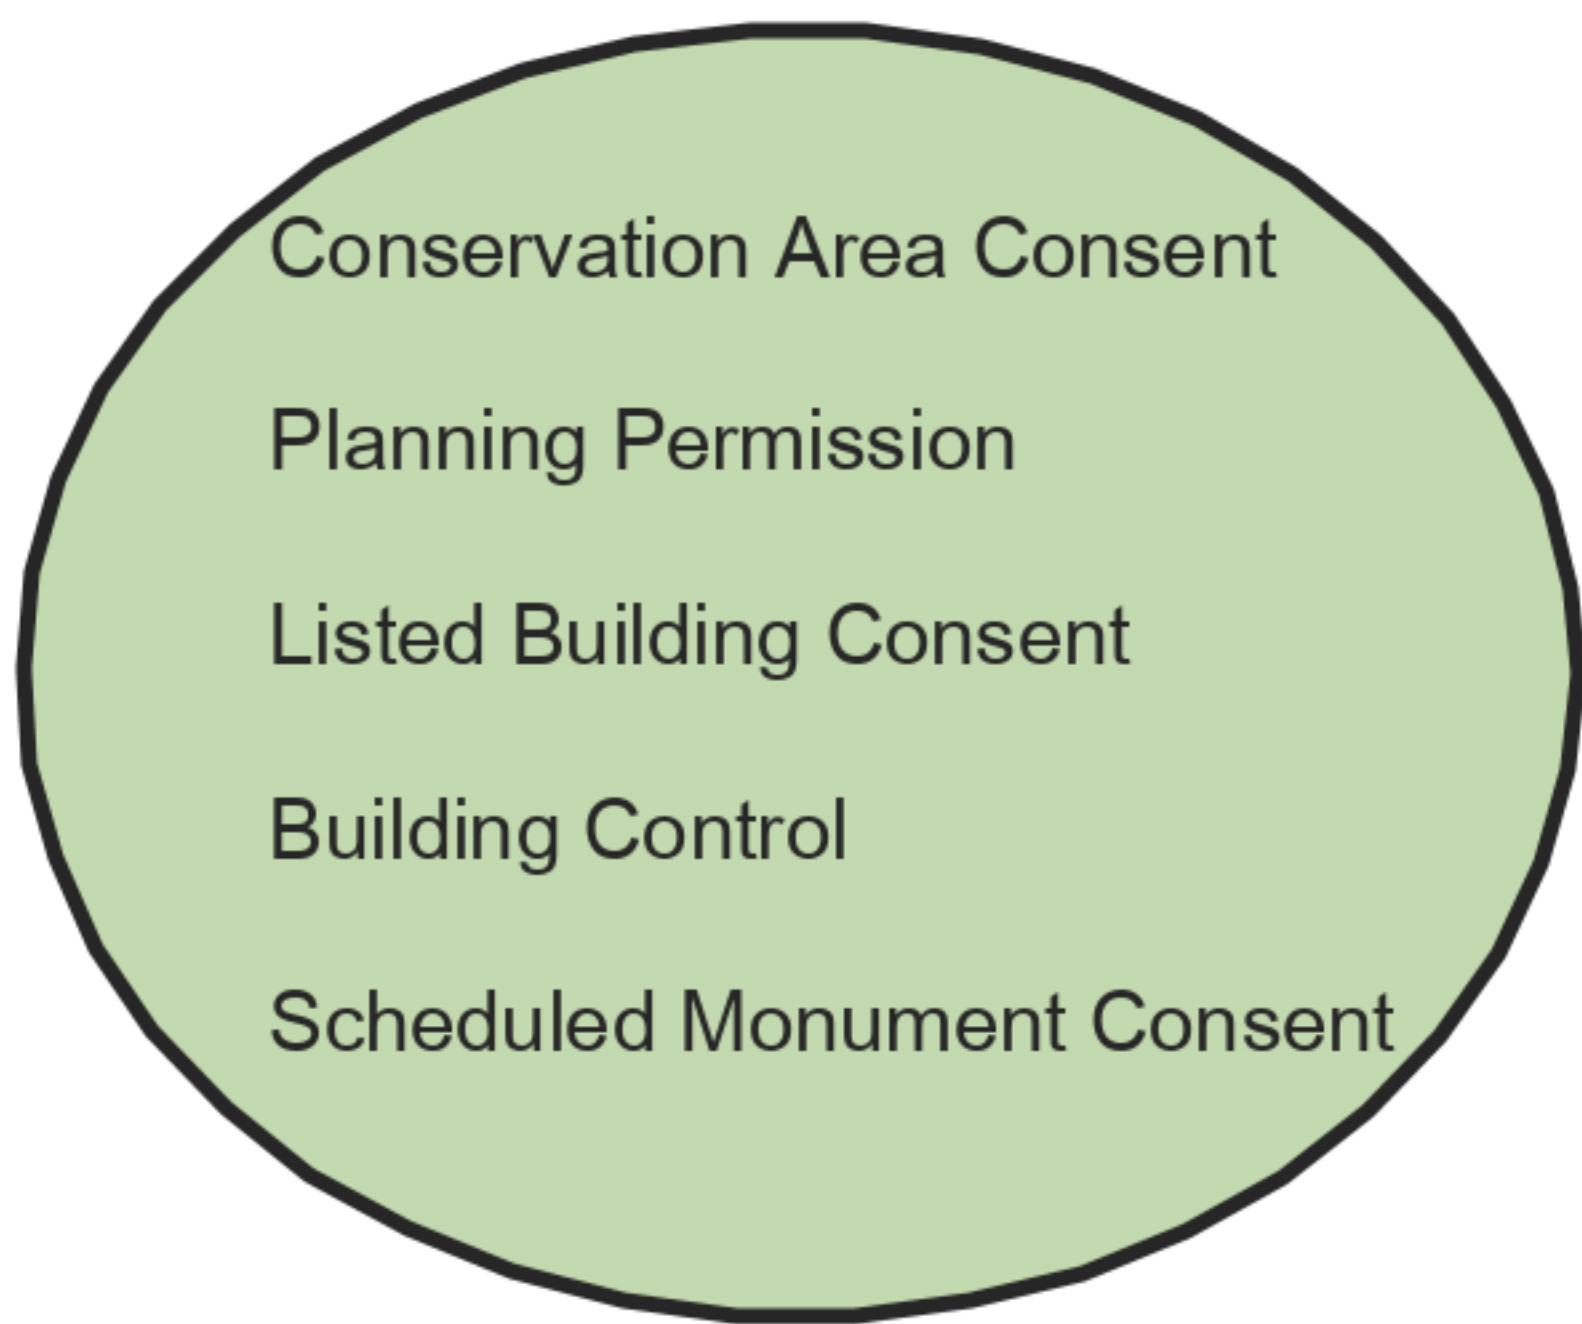 Conservation Area Consent
Planning Permission
Listed Building Consent
Building Control
Scheduled Monument Consent